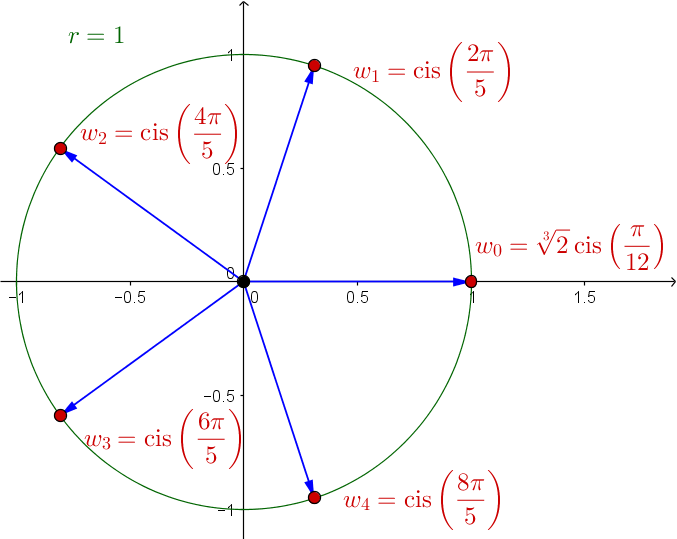 r = 1
1
w₁ = cis(2π/5)
w₂ = cis(4π/5)
0.5
w₀ = ∛2 cis(π/12)
0
−1 −0.5 0 0.5 1 1.5
−0.5
w₃ = cis(6π/5)
w₄ = cis(8π/5)
−1